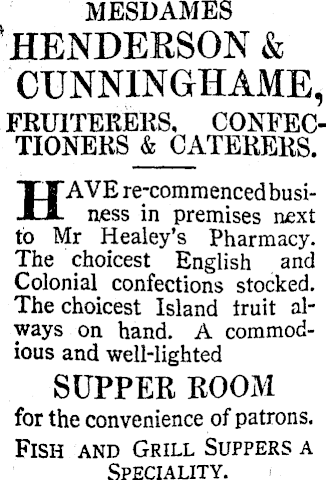 MESDAMES
HENDERSON &
CUNNINGHAME,
FRUITERERS, CONFEC-
TIONERS & CATERERS.
HAVE re-commenced busi-
ness in premises next
to Mr Healey's Pharmacy.
The choicest English and
Colonial confections stocked.
The choicest Island fruit al-
ways on hand. A commod-
ious and well-lighted
SUPPER ROOM
for the convenience of patrons.
FISH AND GRILL SUPPERS A
SPECIALITY.